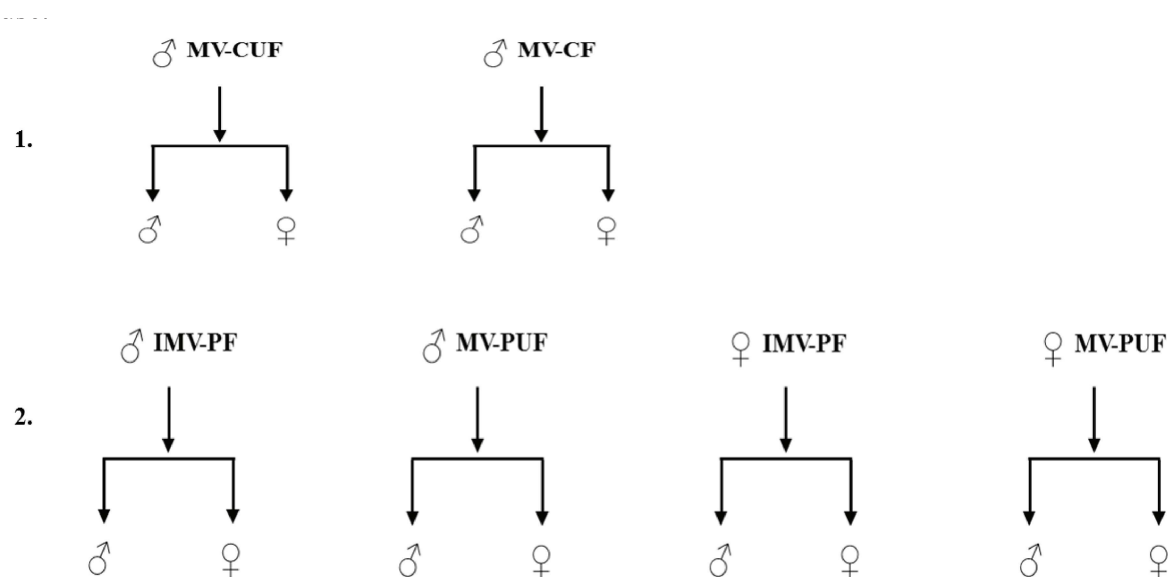 ♂ MV-CUF ♂ MV-CF
1.
♂ ♀ ♂ ♀
♂ IMV-PF ♂ MV-PUF ♀ IMV-PF ♀ MV-PUF
2.
♂ ♀ ♂ ♀ ♂ ♀ ♂ ♀